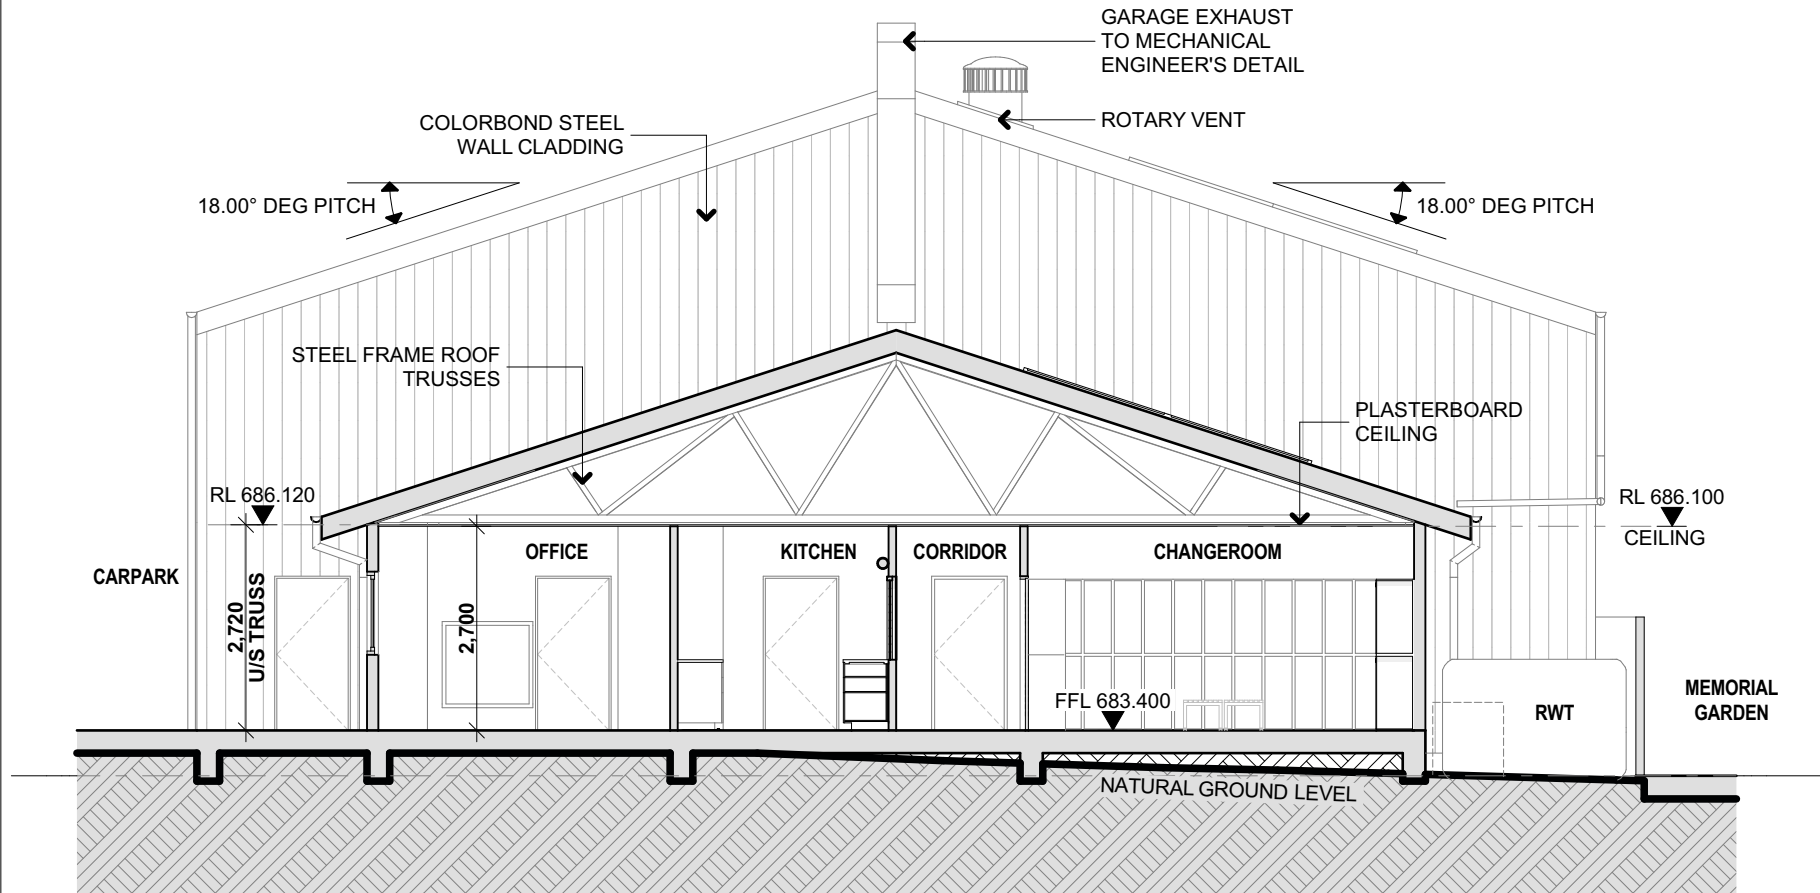 GARAGE EXHAUST
TO MECHANICAL
ENGINEER'S DETAIL
ROTARY VENT
COLORBOND STEEL
WALL CLADDING
18.00° DEG PITCH
18.00° DEG PITCH
STEEL FRAME ROOF
TRUSSES
PLASTERBOARD
CEILING
RL 686.120
RL 686.100
CEILING
OFFICE
KITCHEN
CORRIDOR
CHANGEROOM
CARPARK
2,720
U/S TRUSS
2,700
FFL 683.400
RWT
MEMORIAL
GARDEN
NATURAL GROUND LEVEL